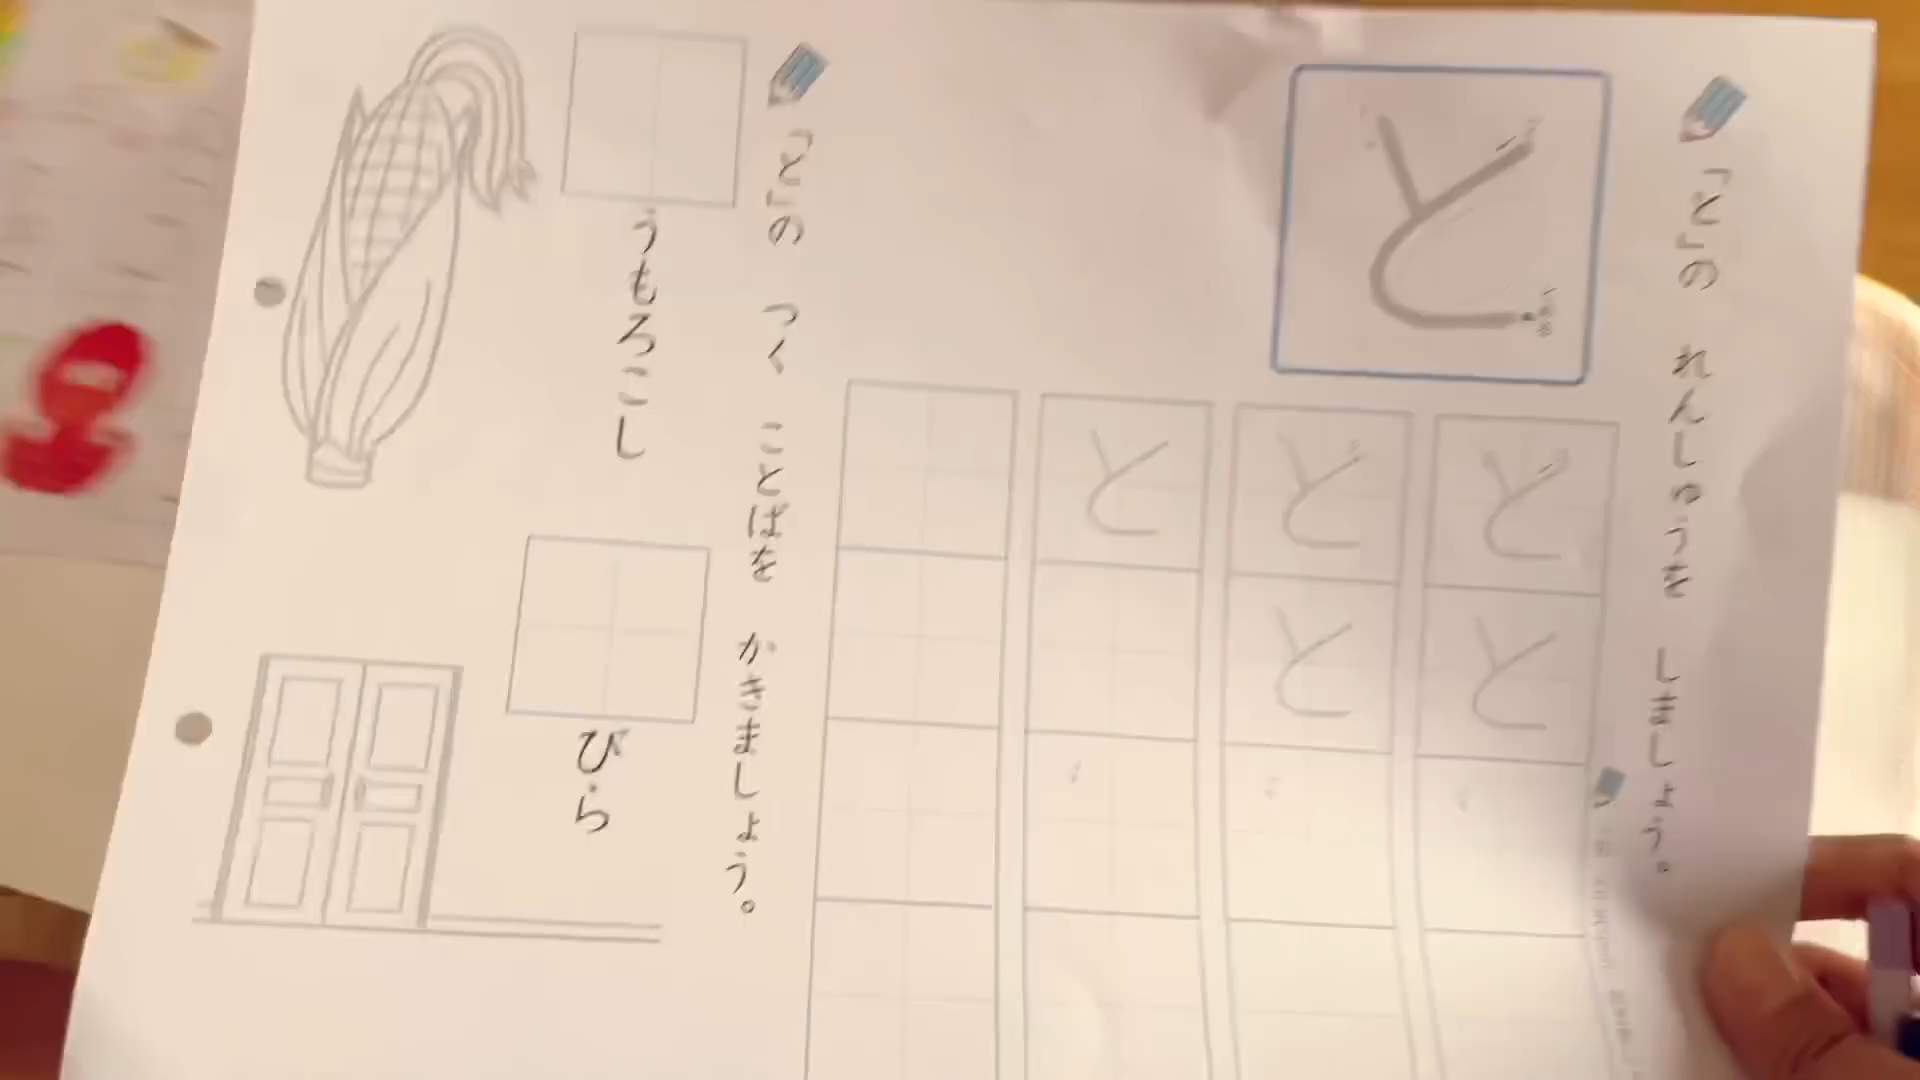 「と」の れんしゅうを しましょう。
と
と と
と と
と
「と」の つく ことばを かきましょう。
うもろこし
びら